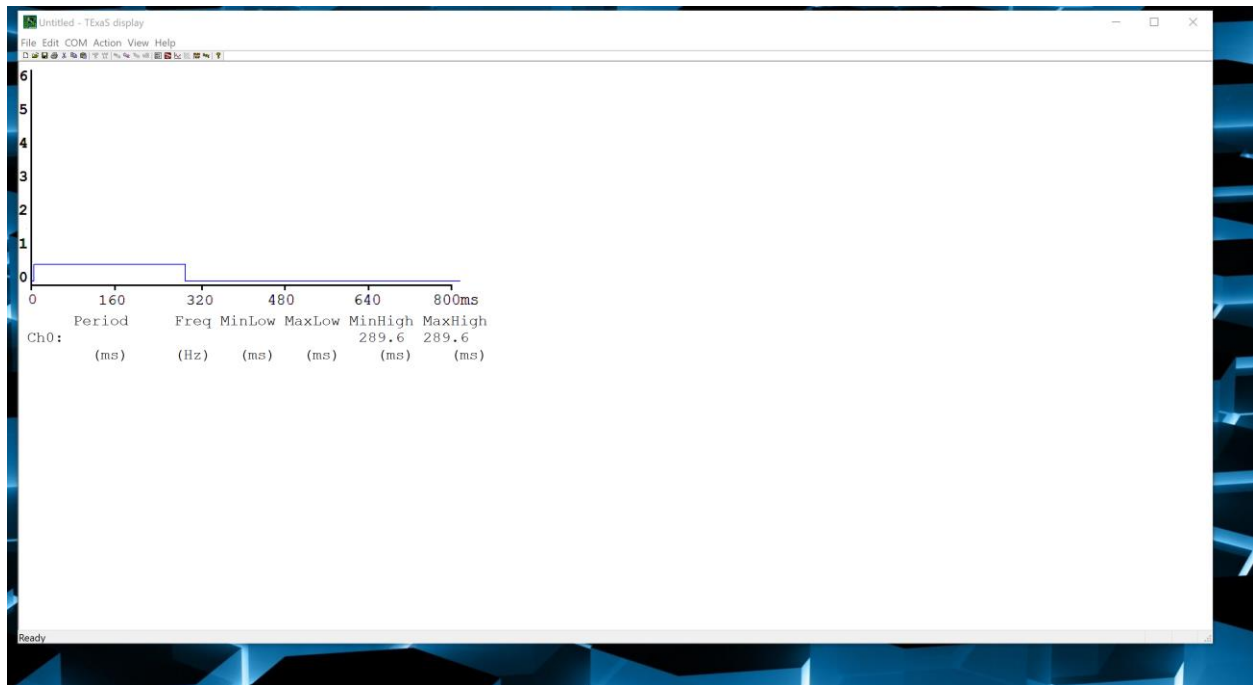 Untitled - TExaS display
File Edit COM Action View Help
6
5
4
3
2
1
0
0 160 320 480 640 800ms
Period Freq MinLow MaxLow MinHigh MaxHigh
Ch0: 289.6 289.6
(ms) (Hz) (ms) (ms) (ms) (ms)
Ready